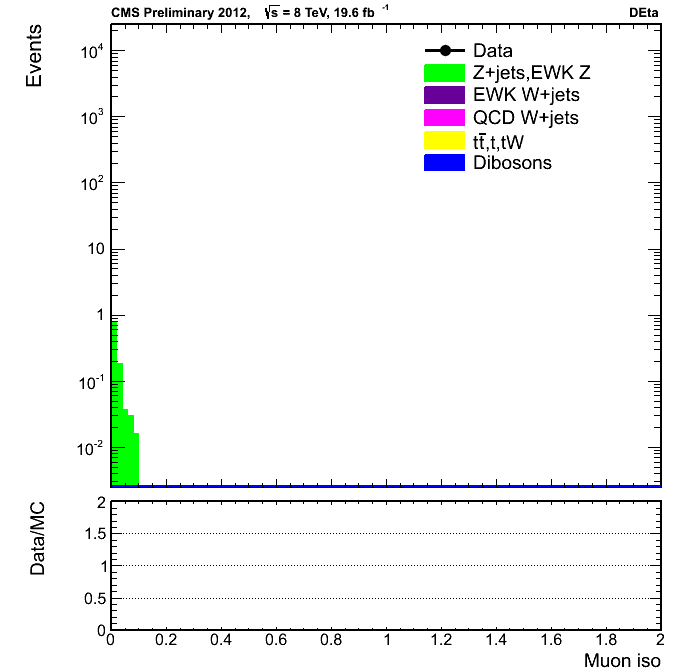 CMS Preliminary 2012, √s = 8 TeV, 19.6 fb⁻¹ DEta
Events
10⁴
10³
10²
10
1
10⁻¹
10⁻²
Data
Z+jets,EWK Z
EWK W+jets
QCD W+jets
tt̅,t,tW
Dibosons
Data/MC
2
1.5
1
0.5
0
0 0.2 0.4 0.6 0.8 1 1.2 1.4 1.6 1.8 2
Muon iso